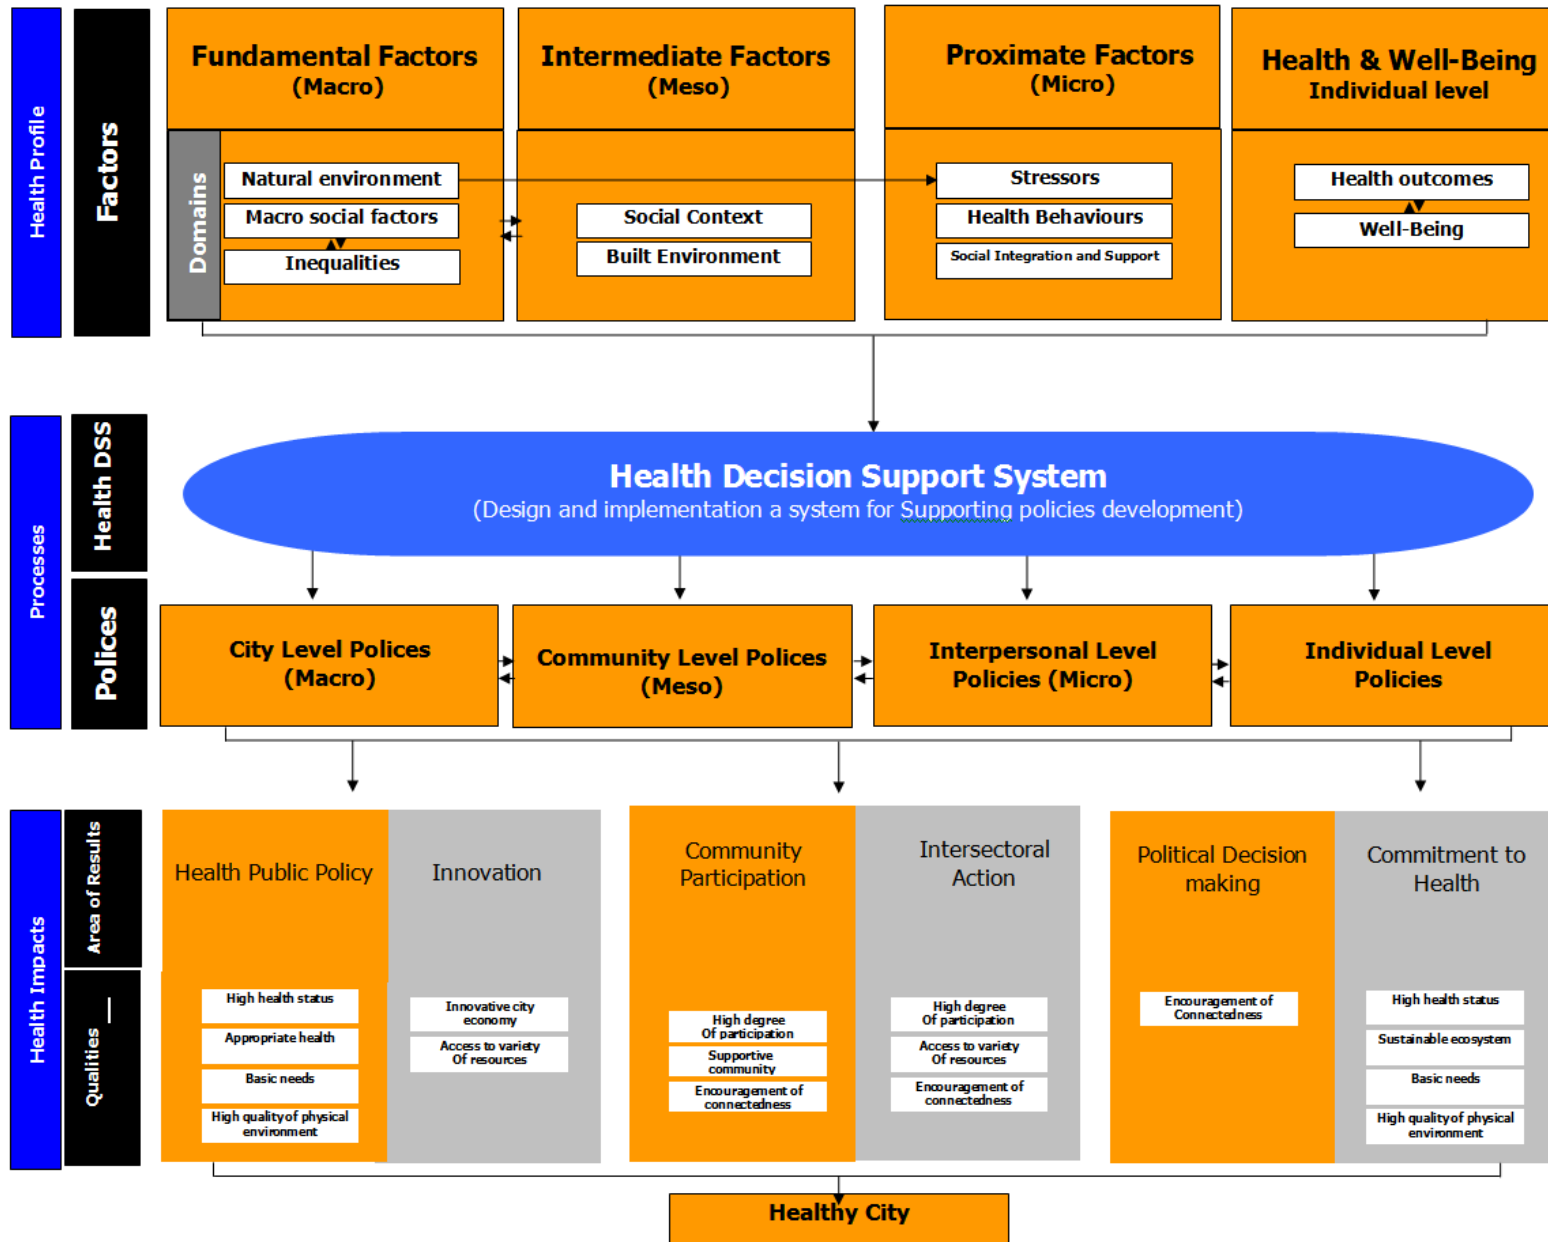 Health Profile
Factors
Fundamental Factors
(Macro)
Intermediate Factors
(Meso)
Proximate Factors
(Micro)
Health & Well-Being
Individual level
Domains
Natural environment
Macro social factors
Inequalities
Social Context
Built Environment
Stressors
Health Behaviours
Social Integration and Support
Health outcomes
Well-Being
Processes
Health DSS
Health Decision Support System
(Design and implementation a system for Supporting policies development)
Polices
City Level Polices
(Macro)
Community Level Polices
(Meso)
Interpersonal Level
Policies (Micro)
Individual Level
Policies
Health Impacts
Area of Results
Health Public Policy
Innovation
Community
Participation
Intersectoral
Action
Political Decision
making
Commitment to
Health
Qualities
High health status
Appropriate health
Basic needs
High quality of physical
environment
Innovative city
economy
Access to variety
Of resources
High degree
Of participation
Supportive
community
Encouragement of
connectedness
High degree
Of participation
Access to variety
Of resources
Encouragement of
connectedness
Encouragement of
Connectedness
High health status
Sustainable ecosystem
Basic needs
High quality of physical
environment
Healthy City